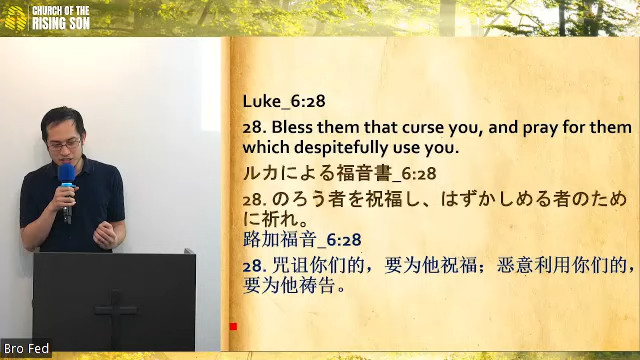 CHURCH OF THE
RISING SON
Luke_6:28
28. Bless them that curse you, and pray for them
which despitefully use you.
ルカによる福音書_6:28
28. のろう者を祝福し、はずかしめる者のため
に祈れ。
路加福音_6:28
28. 咒诅你们的，要为他祝福；恶意利用你们的，
要为他祷告。
Bro Fed